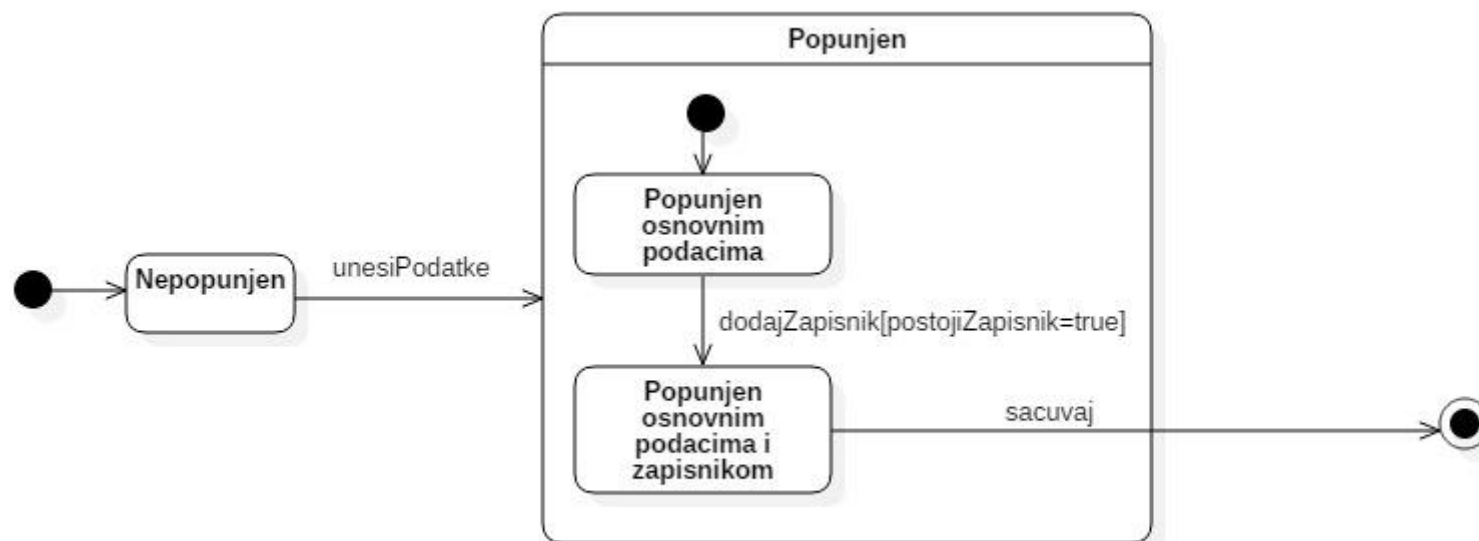 Popunjen
Popunjen
osnovnim
podacima
Nepopunjen
unesiPodatke
dodajZapisnik[postojiZapisnik=true]
Popunjen
osnovnim
podacima i
zapisnikom
sacuvaj